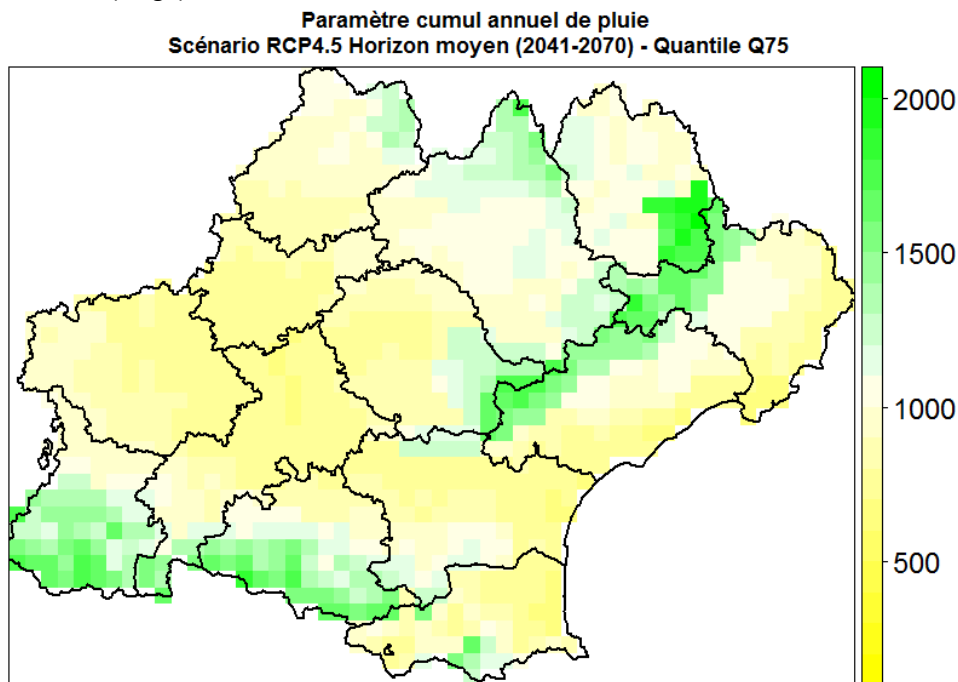 Paramètre cumul annuel de pluie
Scénario RCP4.5 Horizon moyen (2041-2070) - Quantile Q75
2000
1500
1000
500